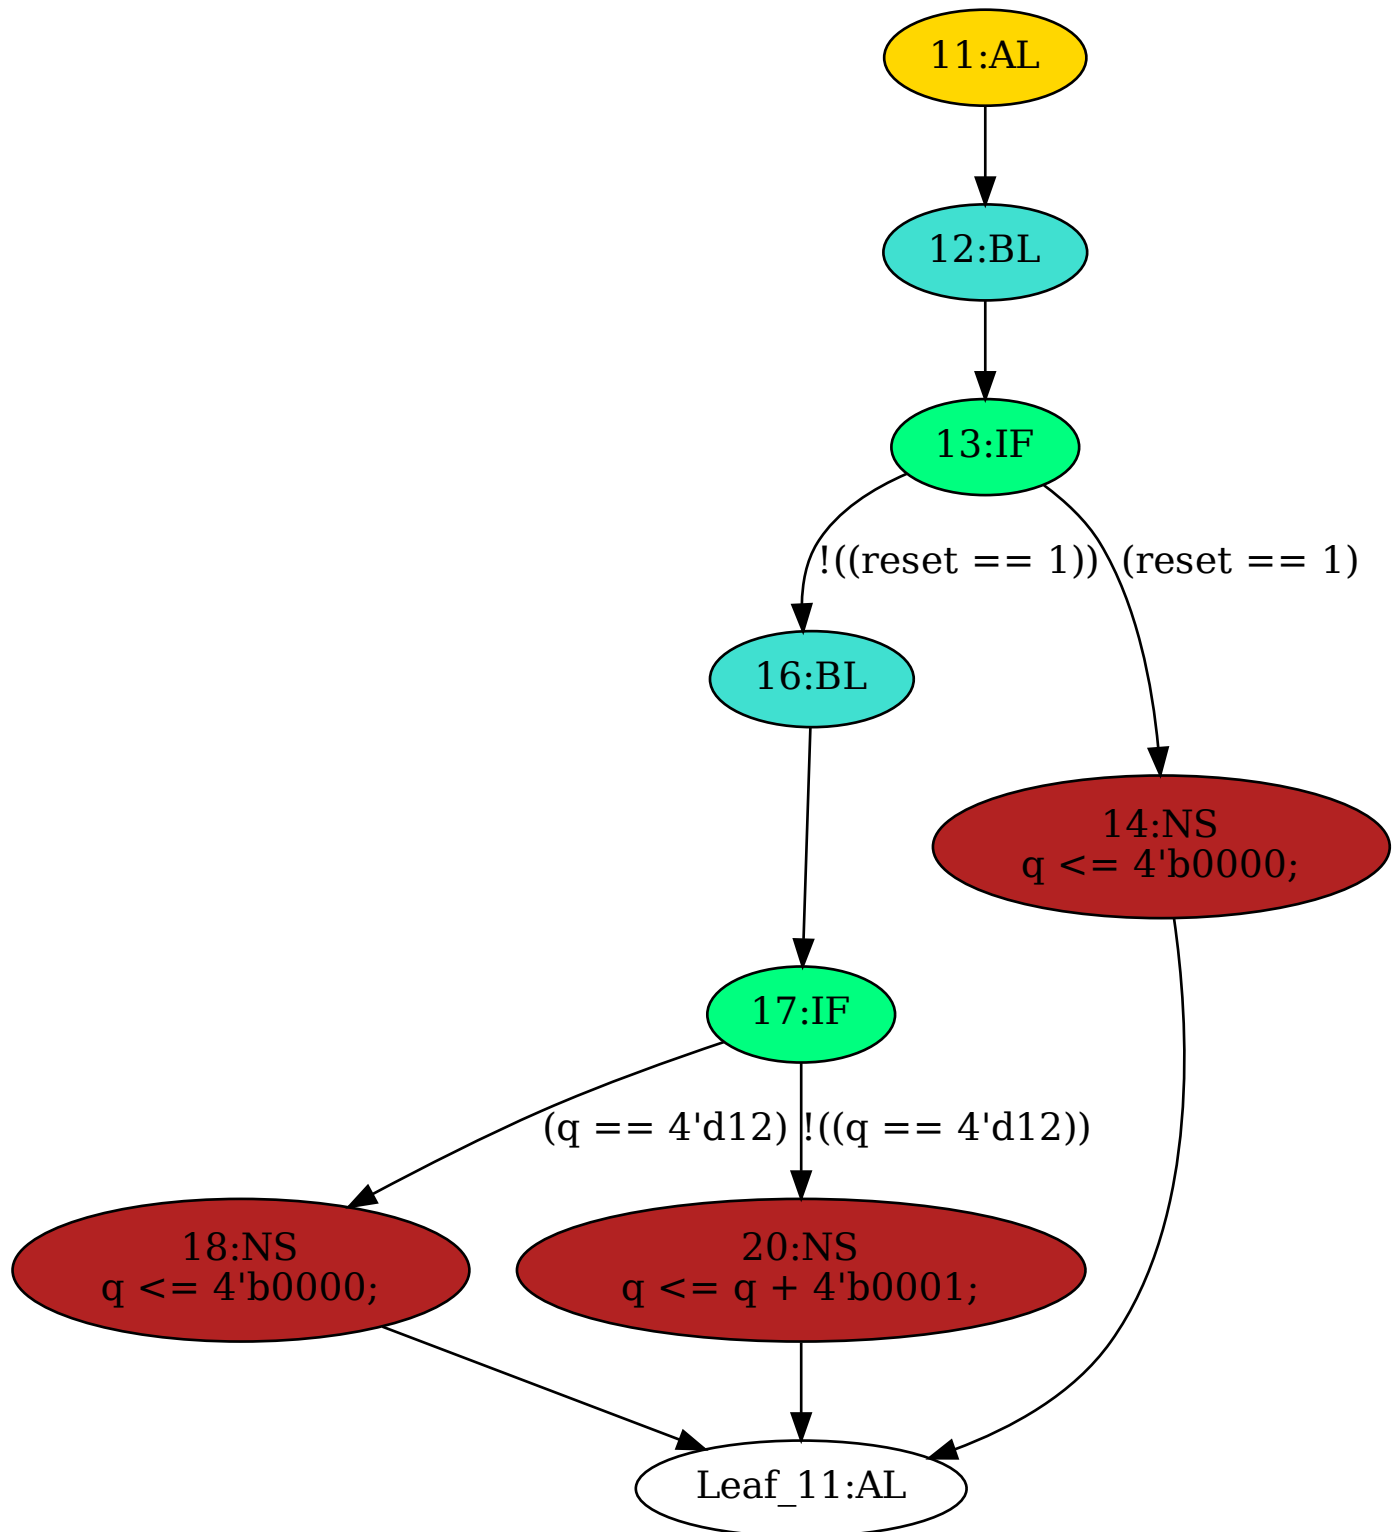 11:AL
12:BL
13:IF
!((reset == 1))
(reset == 1)
16:BL
14:NS
q <= 4'b0000;
17:IF
(q == 4'd12)
!((q == 4'd12))
18:NS
q <= 4'b0000;
20:NS
q <= q + 4'b0001;
Leaf_11:AL